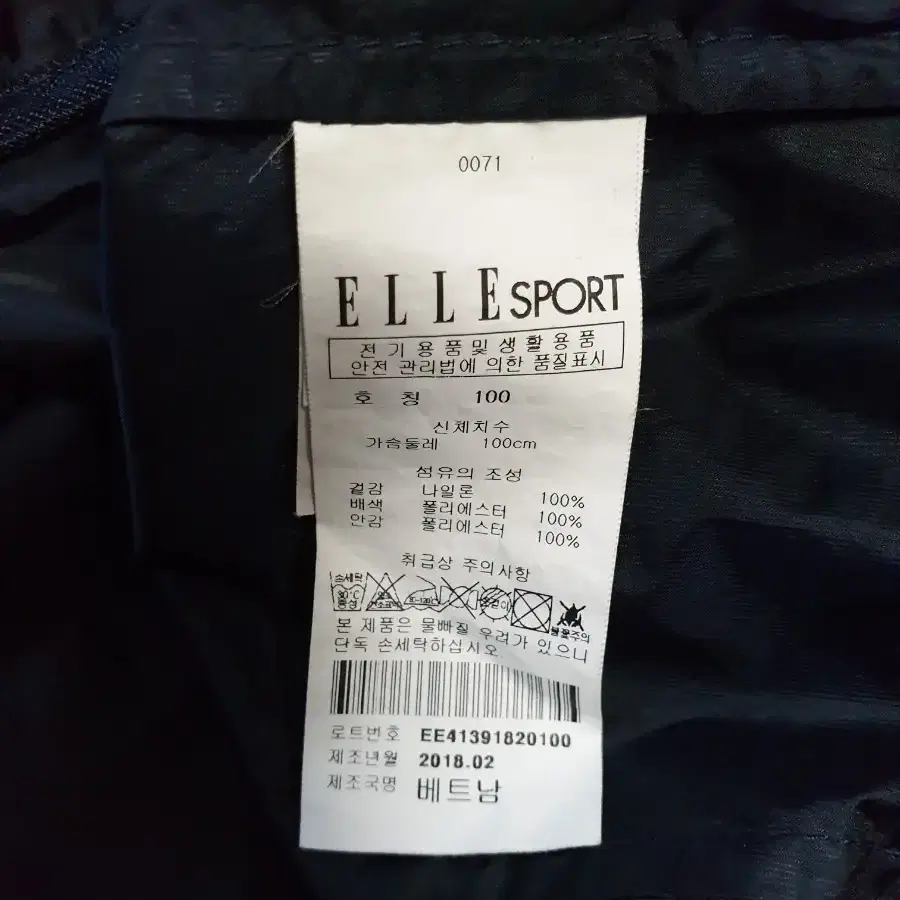 0071
ELLE SPORT
전기용품및생활용품
안전 관리법에 의한 품질표시
호 칭 100
신체치수
가슴둘레 100cm
섬유의 조성
겉감 나일론 100%
배색 폴리에스터 100%
안감 폴리에스터 100%
취급상 주의사항
손세탁
30℃
중성
불꽃주의
본 제품은 물빠질 우려가 있으니
단독 손세탁하십시오
로트번호 EE41391820100
제조년월 2018.02
제조국명 베트남